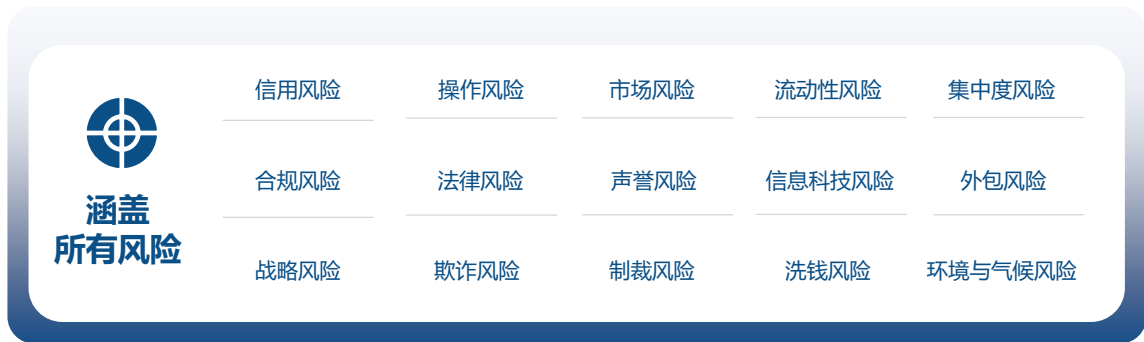 涵盖
所有风险
信用风险 操作风险 市场风险 流动性风险 集中度风险
合规风险 法律风险 声誉风险 信息科技风险 外包风险
战略风险 欺诈风险 制裁风险 洗钱风险 环境与气候风险